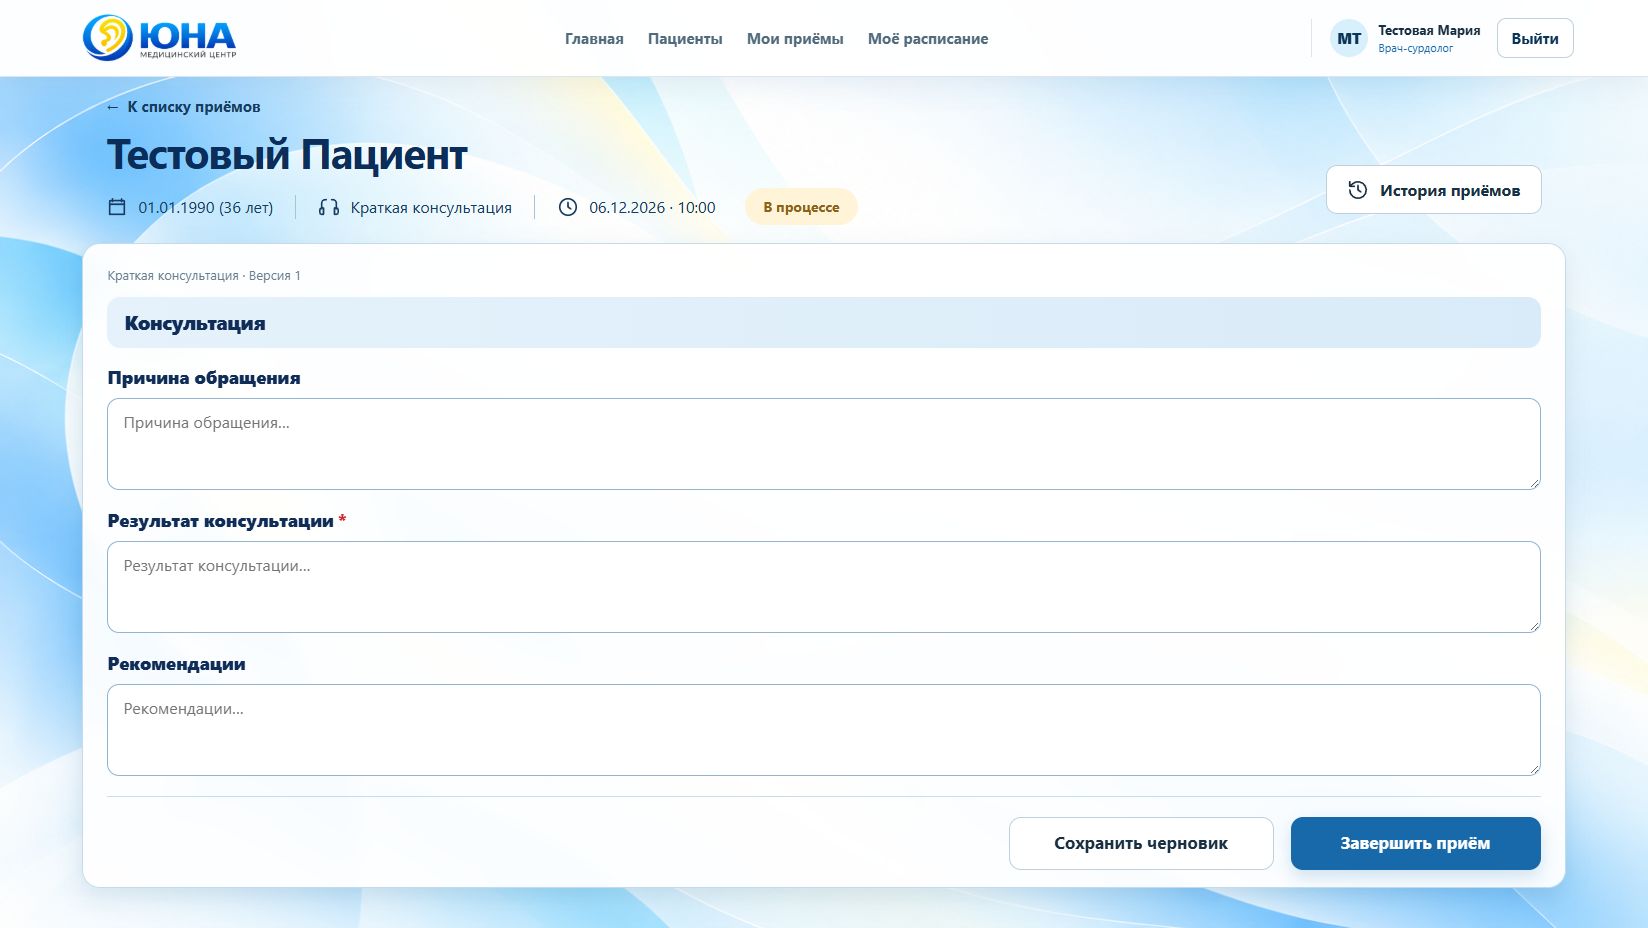 ЮНА
МЕДИЦИНСКИЙ ЦЕНТР
Главная
Пациенты
Мои приёмы
Моё расписание
МТ
Тестовая Мария
Врач-сурдолог
Выйти
← К списку приёмов
Тестовый Пациент
01.01.1990 (36 лет)
Краткая консультация
06.12.2026 · 10:00
В процессе
История приёмов
Краткая консультация · Версия 1
Консультация
Причина обращения
Причина обращения...
Результат консультации *
Результат консультации...
Рекомендации
Рекомендации...
Сохранить черновик
Завершить приём